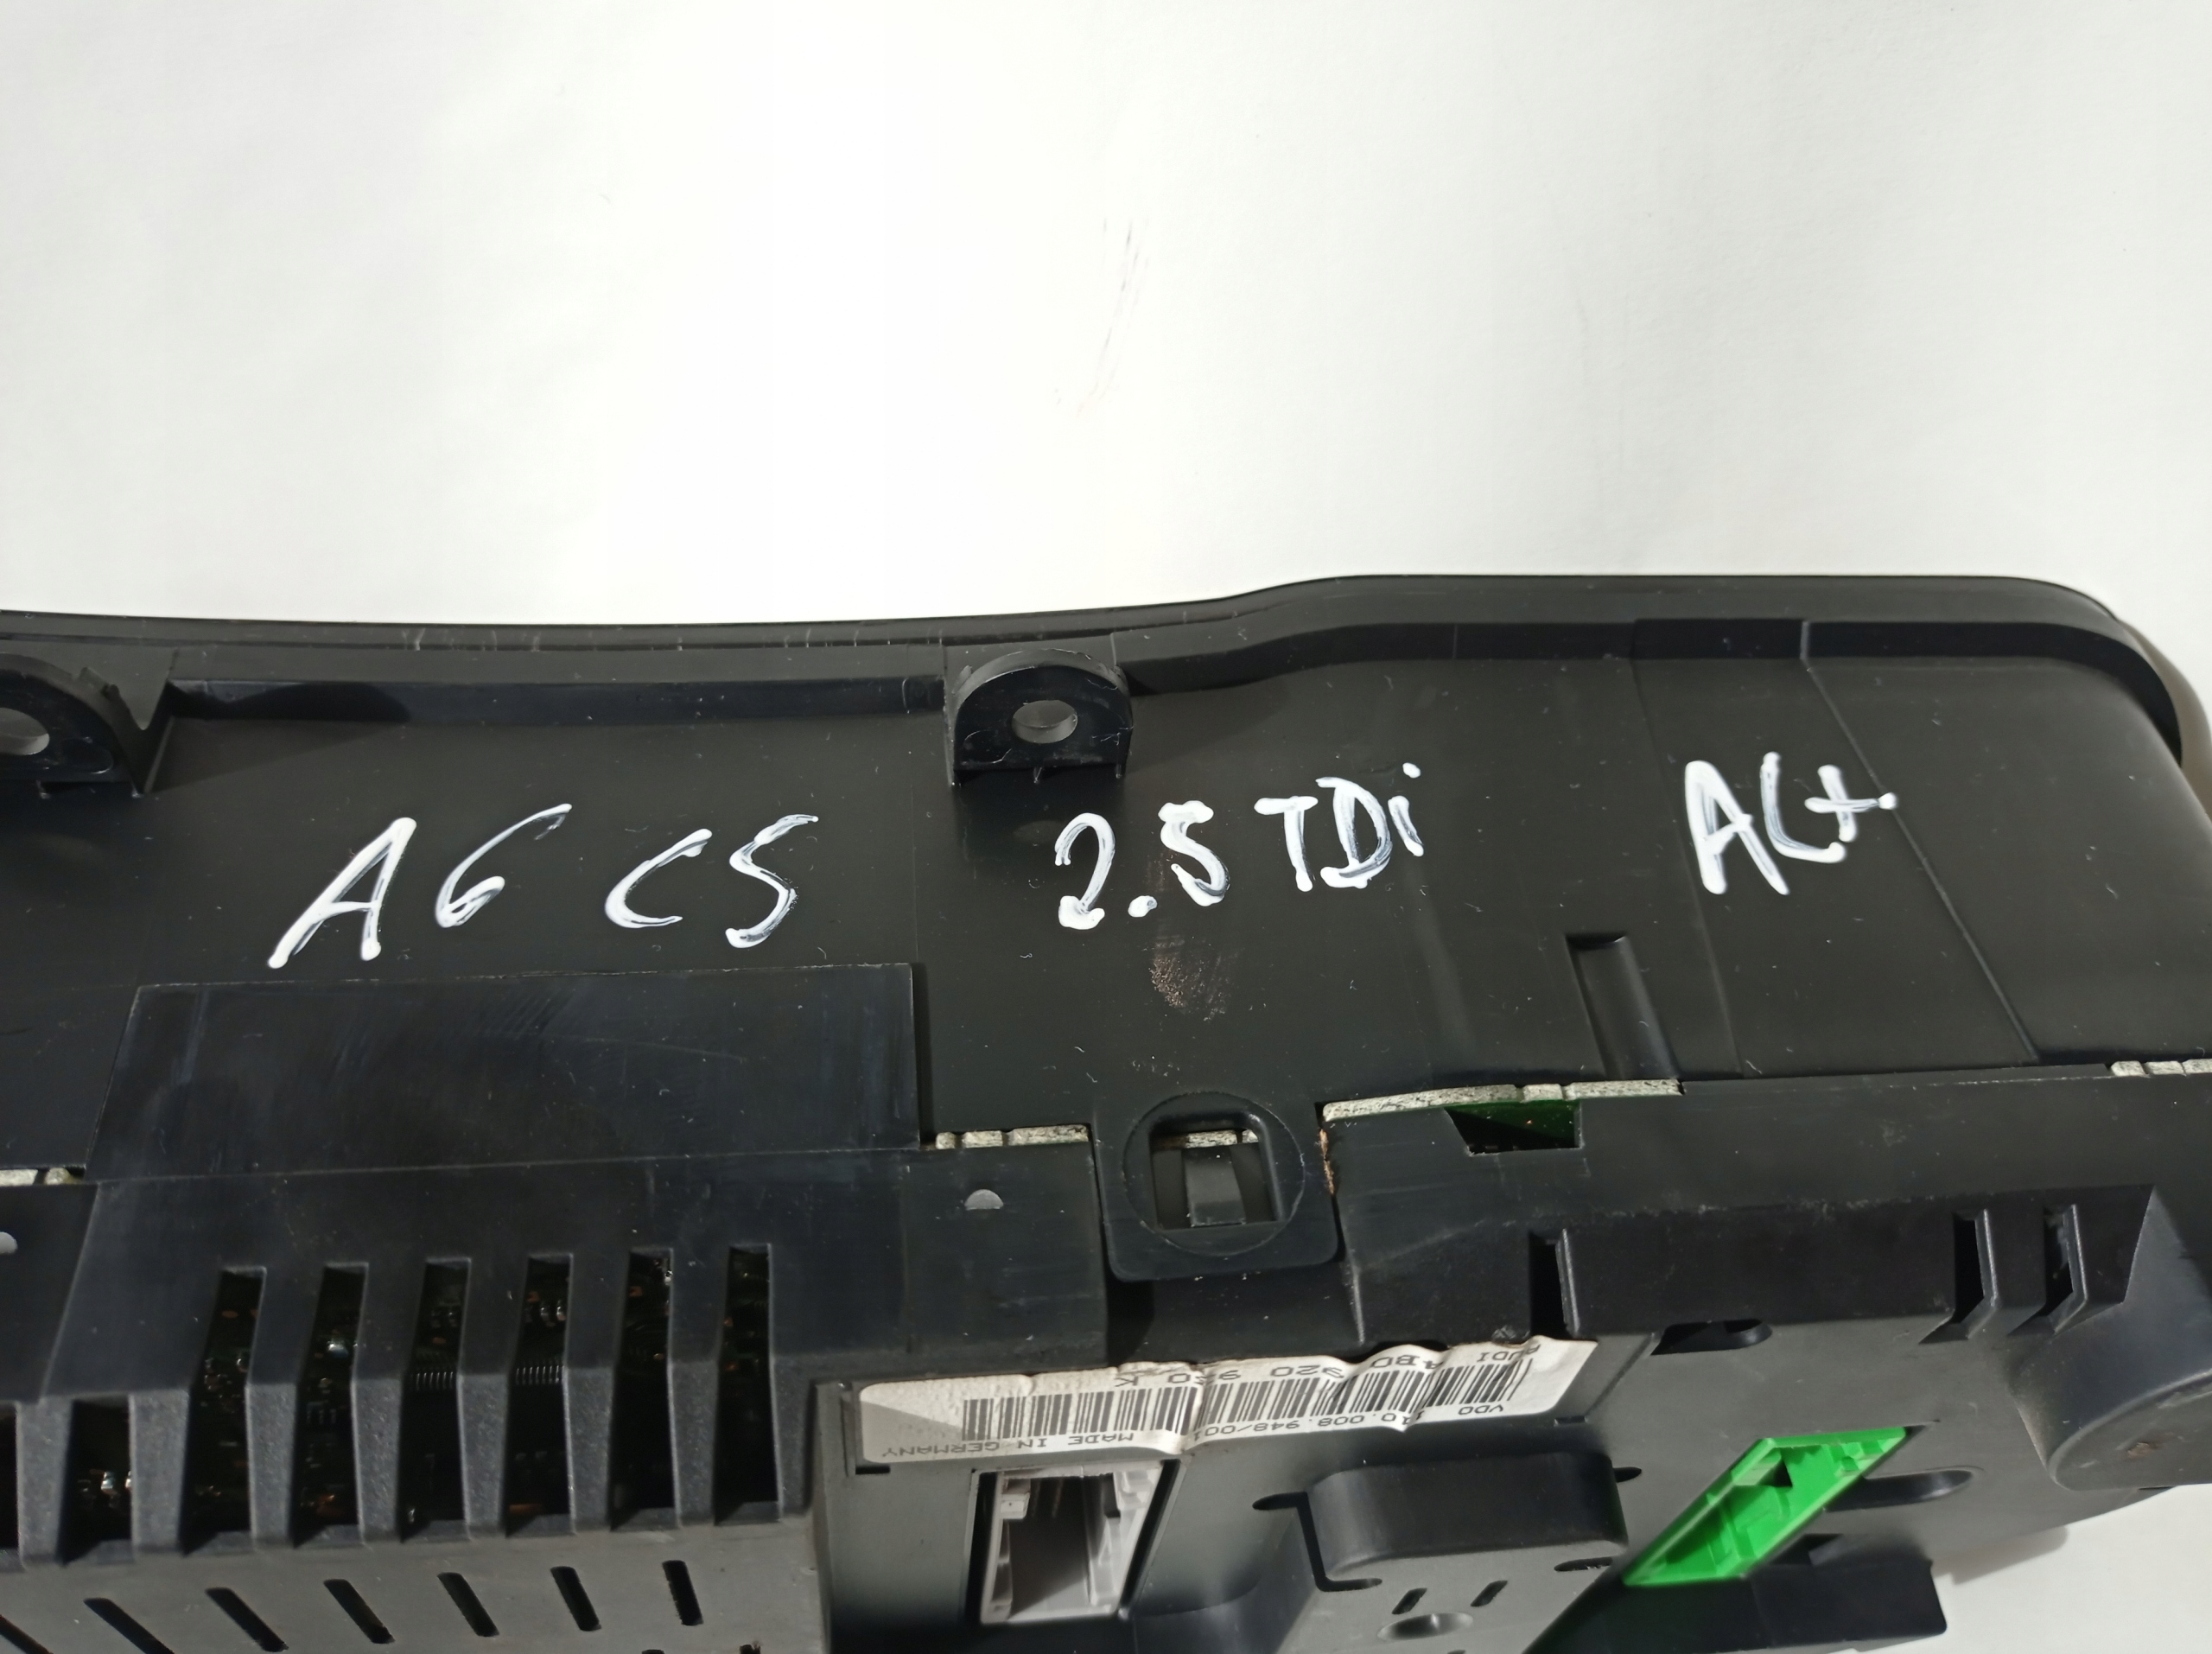 A6 C5 2.5 TDi AL+
AUDI 4B0 920 930 K
VDO 110.008.949/001 MADE IN GERMANY